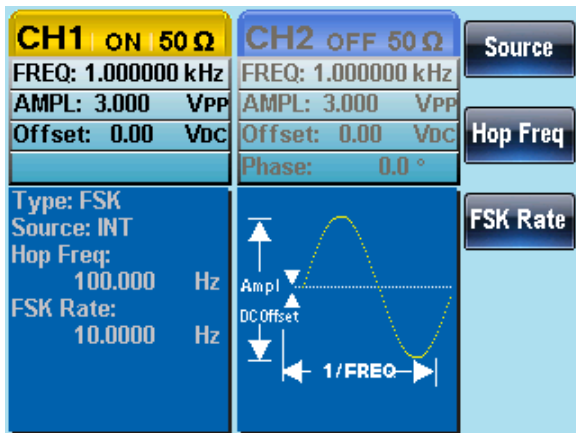 CH1 ON 50 Ω
FREQ: 1.000000 kHz
AMPL: 3.000 VPP
Offset: 0.00 VDC
CH2 OFF 50 Ω
FREQ: 1.000000 kHz
AMPL: 3.000 VPP
Offset: 0.00 VDC
Phase: 0.0 °
Type: FSK
Source: INT
Hop Freq:
100.000 Hz
FSK Rate:
10.0000 Hz
Ampl
DC Offset
1/FREQ
Source
Hop Freq
FSK Rate